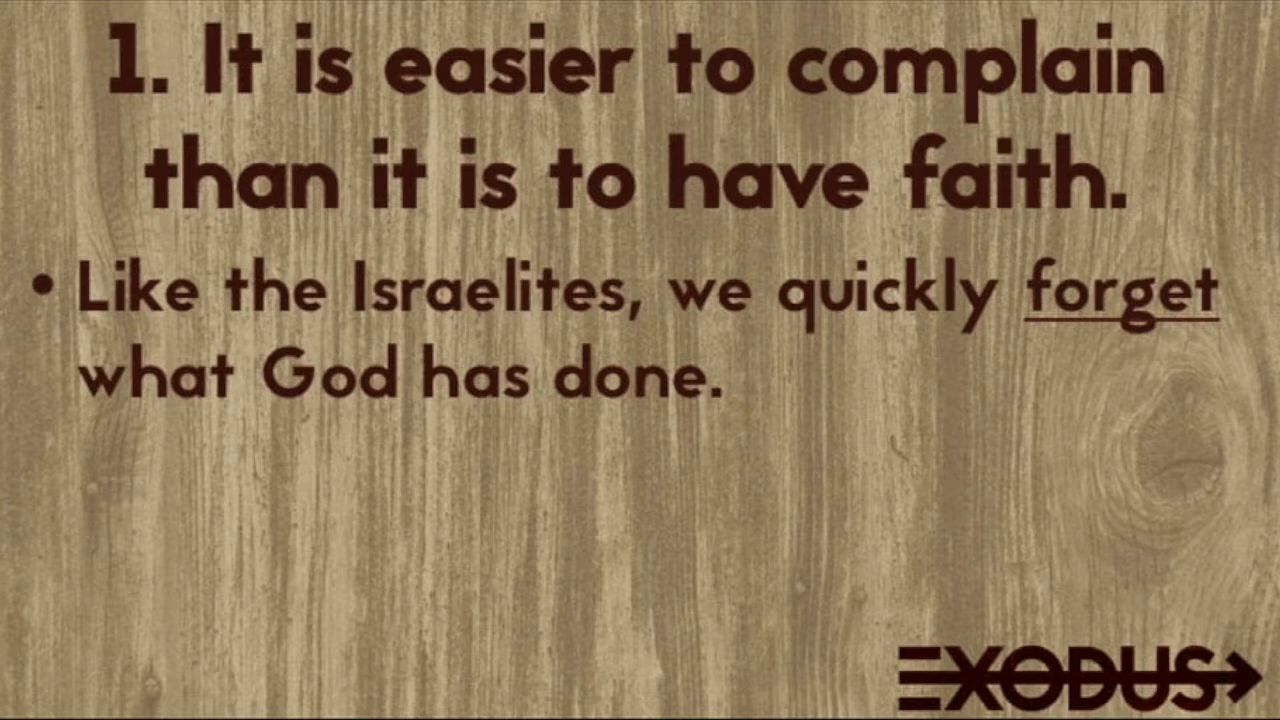 1. It is easier to complain
than it is to have faith.
• Like the Israelites, we quickly forget
what God has done.
EXODUS